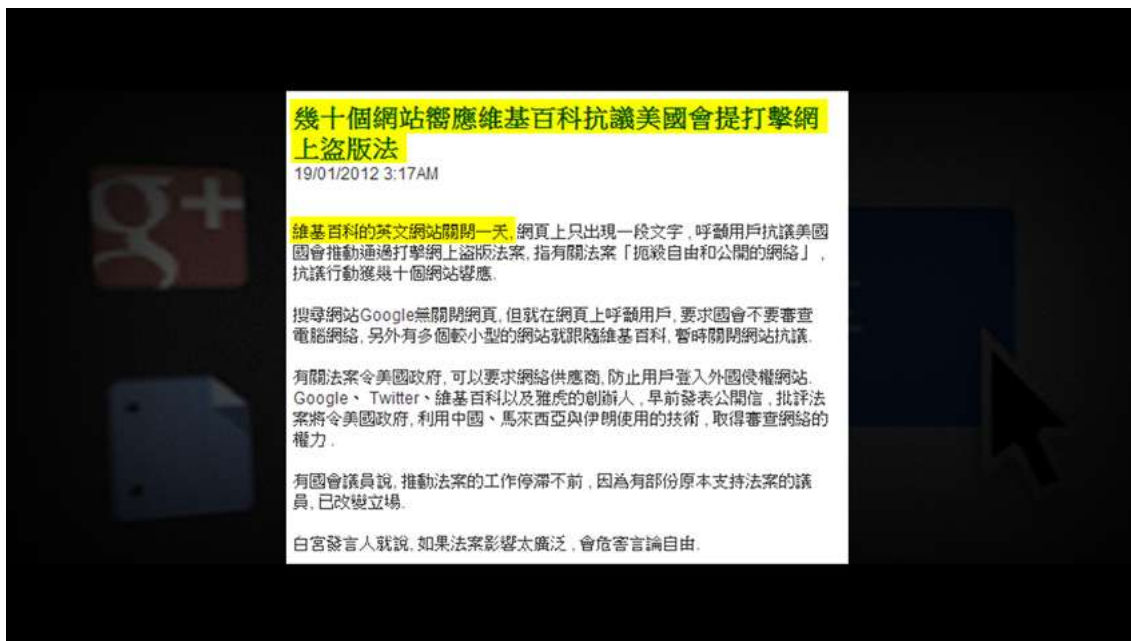 幾十個網站嚮應維基百科抗議美國會提打擊網
上盜版法
19/01/2012 3:17AM
維基百科的英文網站關閉一天, 網頁上只出現一段文字 , 呼籲用戶抗議美國
國會推動通過打擊網上盜版法案, 指有關法案「扼殺自由和公開的網絡」 ,
抗議行動獲幾十個網站響應.
搜尋網站Google無關閉網頁, 但就在網頁上呼籲用戶, 要求國會不要審查
電腦網絡, 另外有多個較小型的網站就跟隨維基百科, 暫時關閉網站抗議.
有關法案令美國政府, 可以要求網絡供應商, 防止用戶登入外國侵權網站.
Google、 Twitter、維基百科以及雅虎的創辦人 , 早前發表公開信 , 批評法
案將令美國政府, 利用中國、馬來西亞與伊朗使用的技術 , 取得審查網絡的
權力 .
有國會議員說, 推動法案的工作停滯不前 , 因為有部份原本支持法案的議
員, 已改變立場.
白宮發言人就說, 如果法案影響太廣泛 , 會危害言論自由.
g+